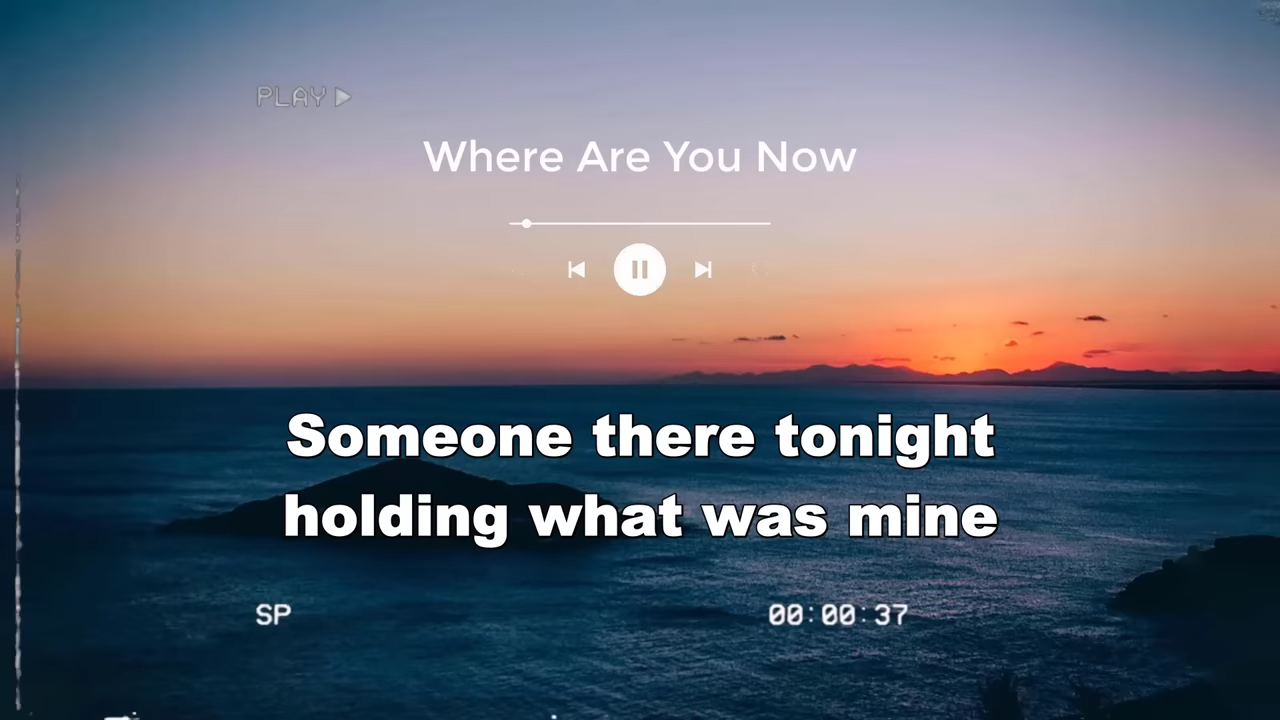 PLAY
Where Are You Now
Someone there tonight
holding what was mine
SP
00:00:37